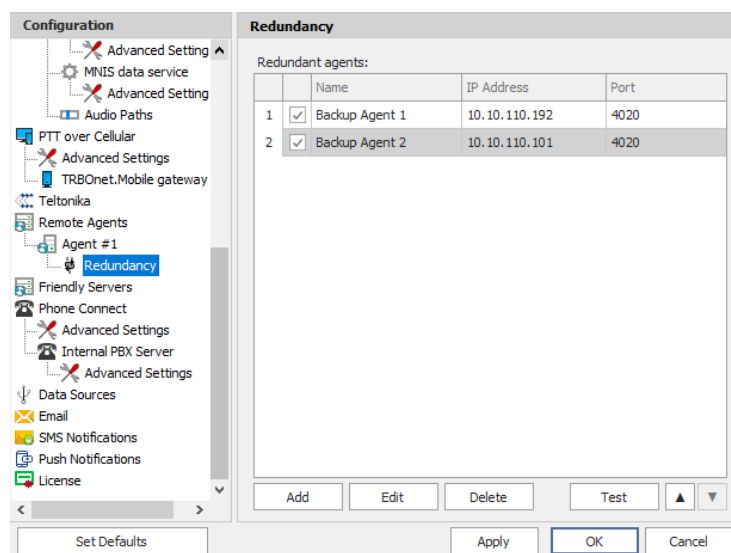 Configuration
Advanced Setting
MNIS data service
Advanced Setting
Audio Paths
PTT over Cellular
Advanced Settings
TRBOnet.Mobile gateway
Teltonika
Remote Agents
Agent #1
Redundancy
Friendly Servers
Phone Connect
Advanced Settings
Internal PBX Server
Advanced Settings
Data Sources
Email
SMS Notifications
Push Notifications
License
Set Defaults
Redundancy
Redundant agents:
Name IP Address Port
1 Backup Agent 1 10.10.110.192 4020
2 Backup Agent 2 10.10.110.101 4020
Add Edit Delete Test
Apply OK Cancel